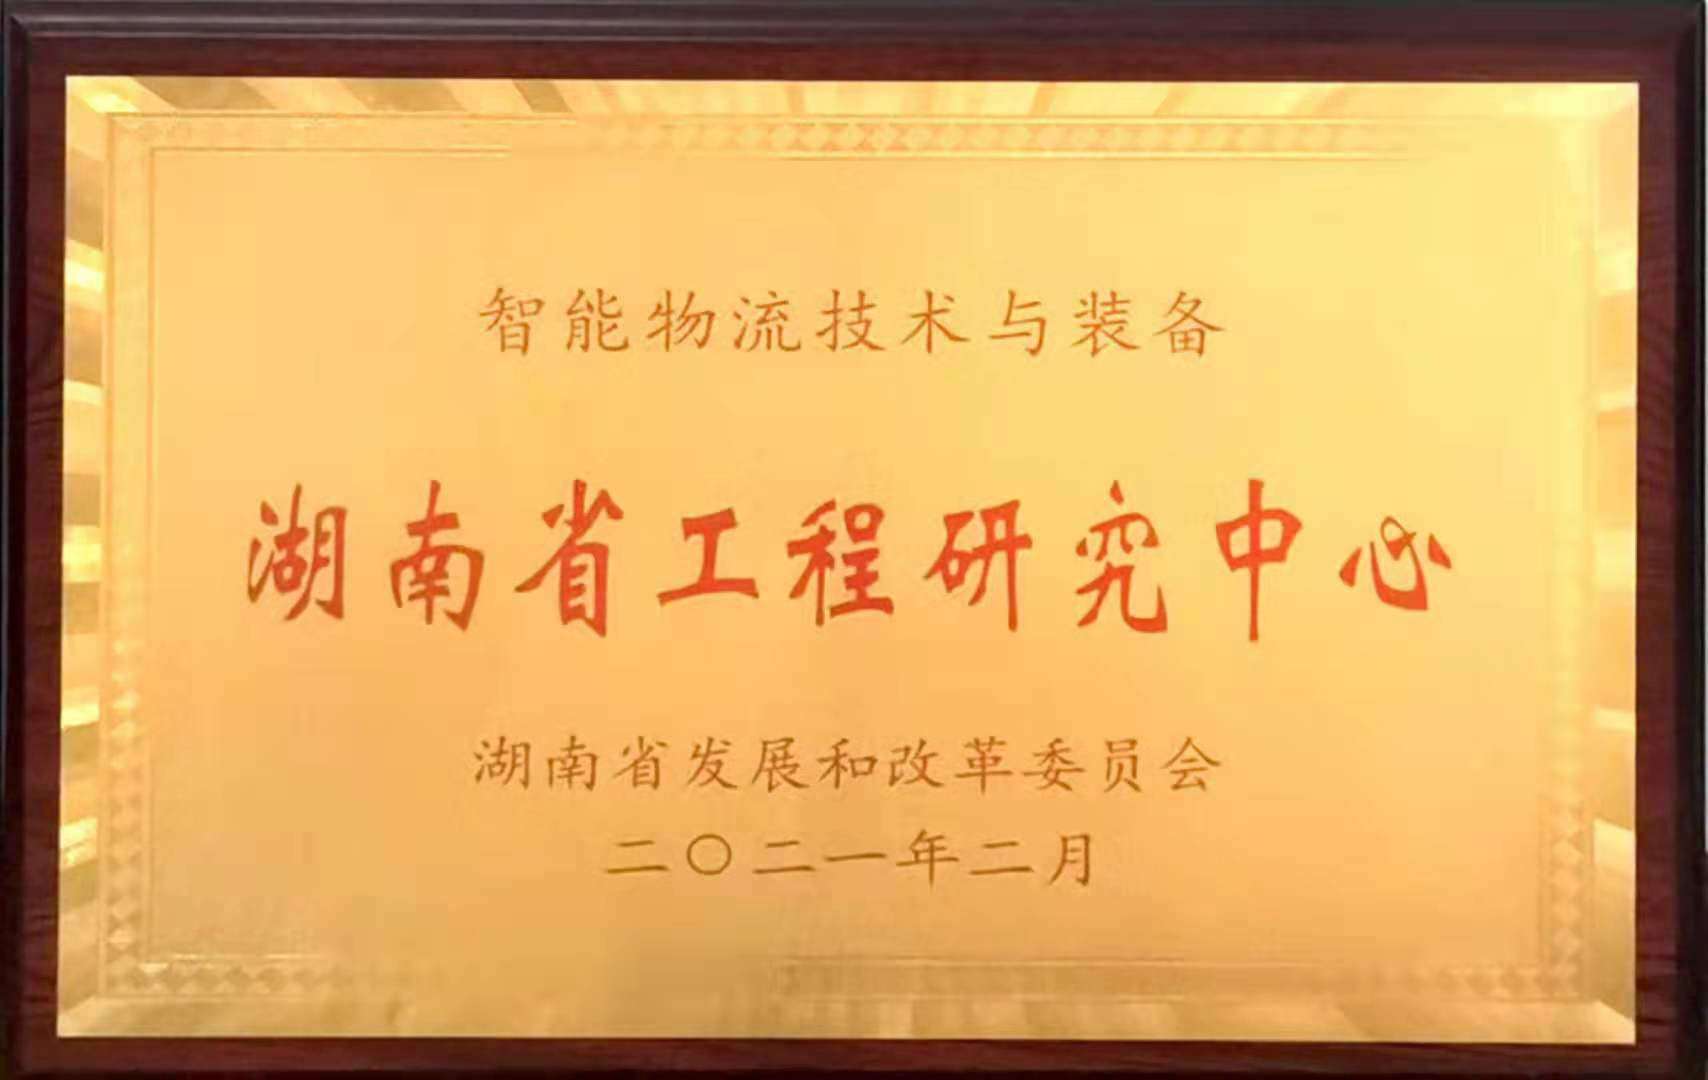 智能物流技术与装备
湖南省工程研究中心
湖南省发展和改革委员会
二〇二一年二月